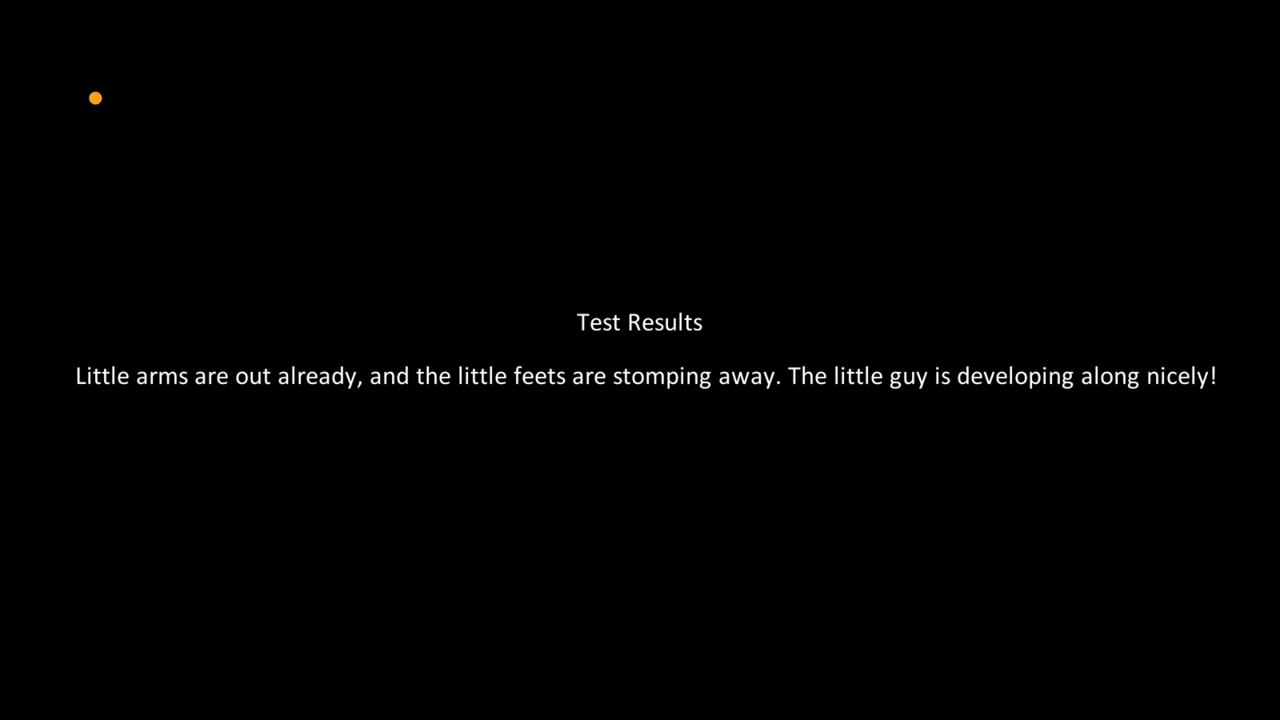 Test Results
Little arms are out already, and the little feets are stomping away. The little guy is developing along nicely!